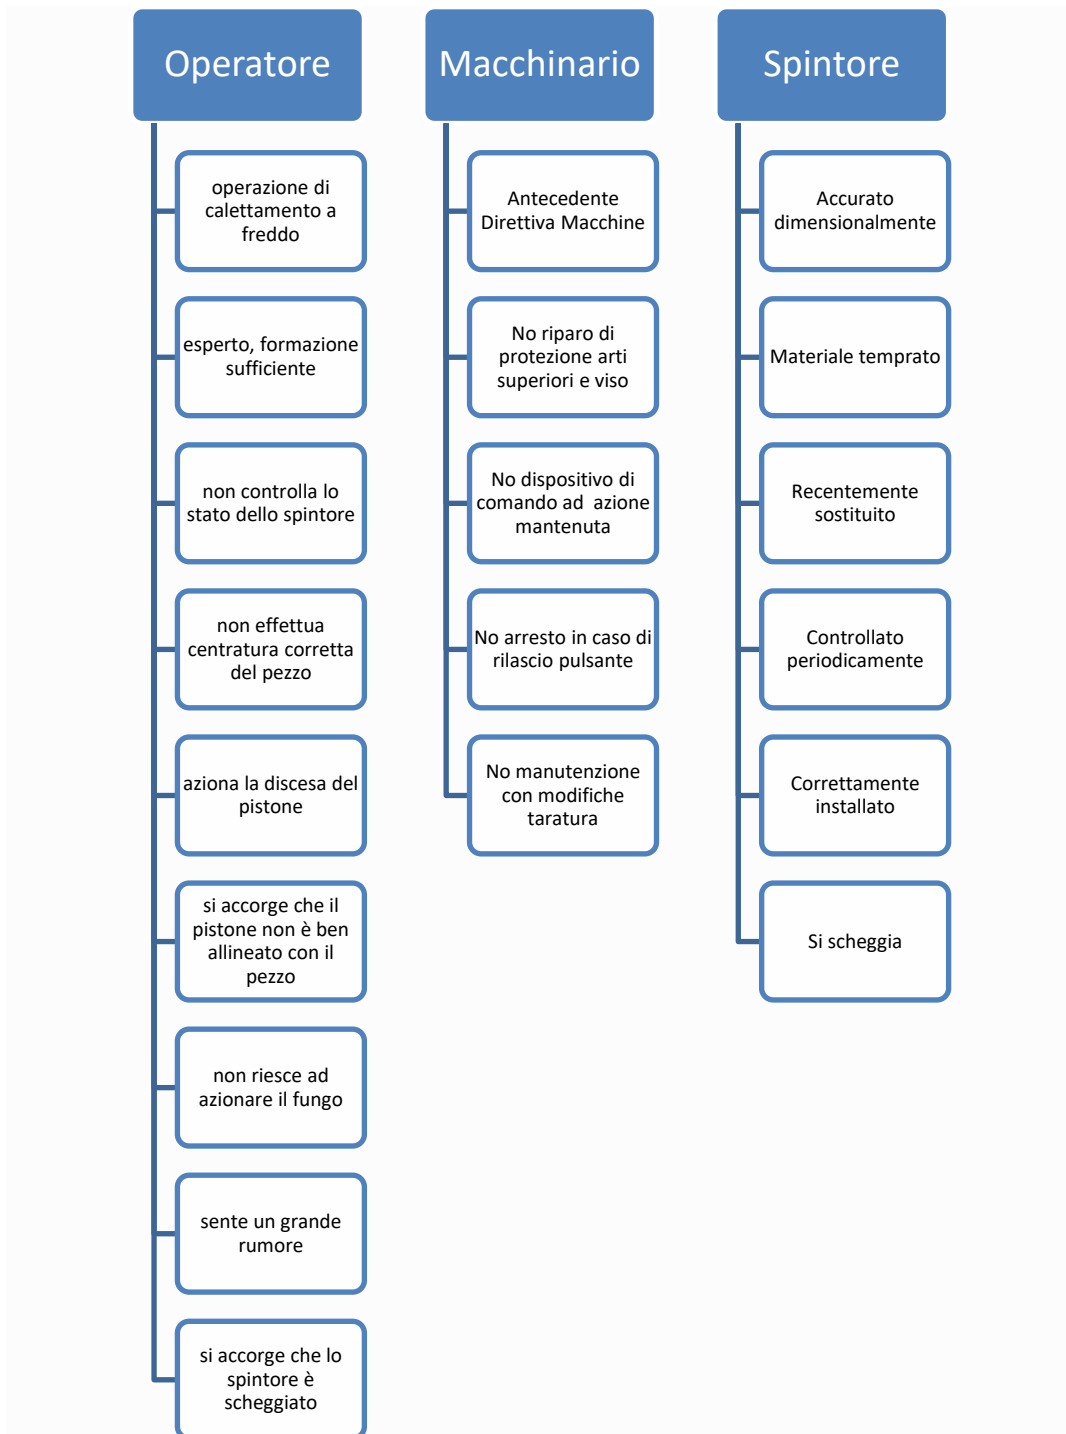 Operatore
operazione di
calettamento a
freddo
esperto, formazione
sufficiente
non controlla lo
stato dello spintore
non effettua
centratura corretta
del pezzo
aziona la discesa del
pistone
si accorge che il
pistone non è ben
allineato con il
pezzo
non riesce ad
azionare il fungo
sente un grande
rumore
si accorge che lo
spintore è
scheggiato
Macchinario
Antecedente
Direttiva Macchine
No riparo di
protezione arti
superiori e viso
No dispositivo di
comando ad azione
mantenuta
No arresto in caso di
rilascio pulsante
No manutenzione
con modifiche
taratura
Spintore
Accurato
dimensionalmente
Materiale temprato
Recentemente
sostituito
Controllato
periodicamente
Correttamente
installato
Si scheggia